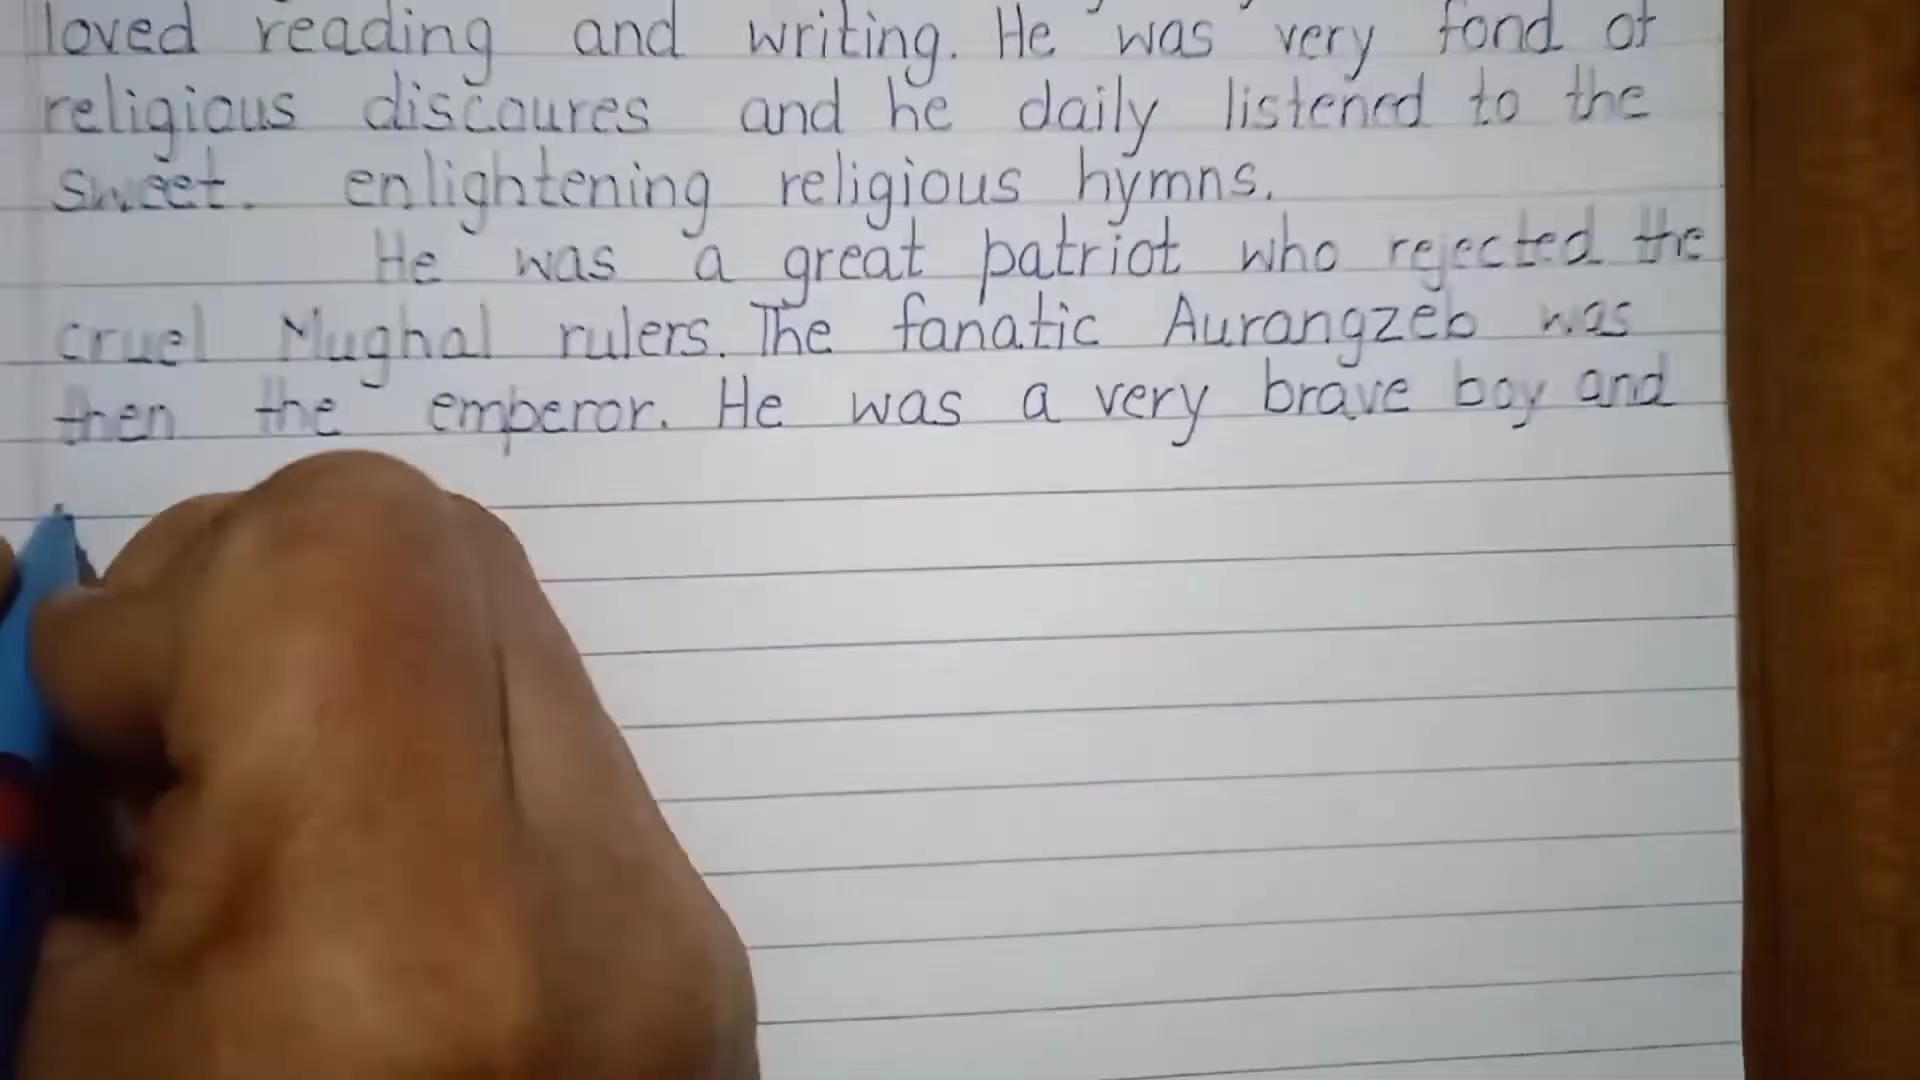 loved reading and writing. He was very fond of
religious discoures and he daily listened to the
sweet. enlightening religious hymns.
He was a great patriot who rejected the
cruel Mughal rulers. The fanatic Aurangzeb was
then the emperor. He was a very brave boy and